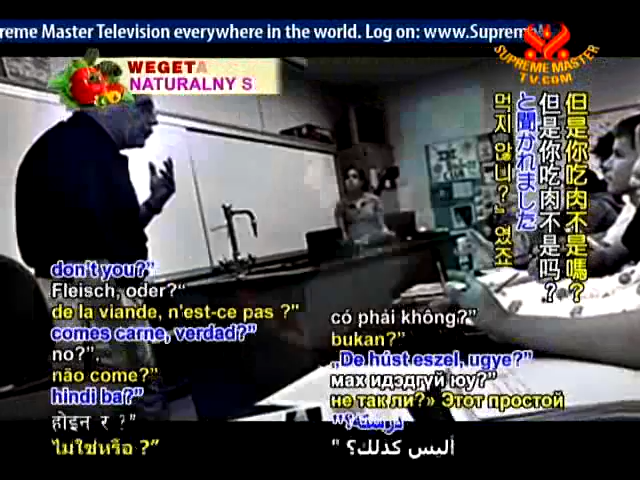 reme Master Television everywhere in the world. Log on: www.Suprem
SUPREME MASTER
TV.COM
WEGETA
NATURALNY S
但是你吃肉不是嗎?
但是你吃肉不是吗?
と聞かれました
먹지 않니?』였죠
don't you?"
Fleisch, oder?“
de la viande, n'est-ce pas ?"
comes carne, verdad?"
no?".
não come?"
hindi ba?"
होइन र ?”
ไม่ใช่หรือ ?”
có phải không?"
bukan?"
„De húst eszel, ugye?"
мах идэдгүй юу?"
не так ли?» Этот простой
درسته؟"
أليس كذلك؟ "